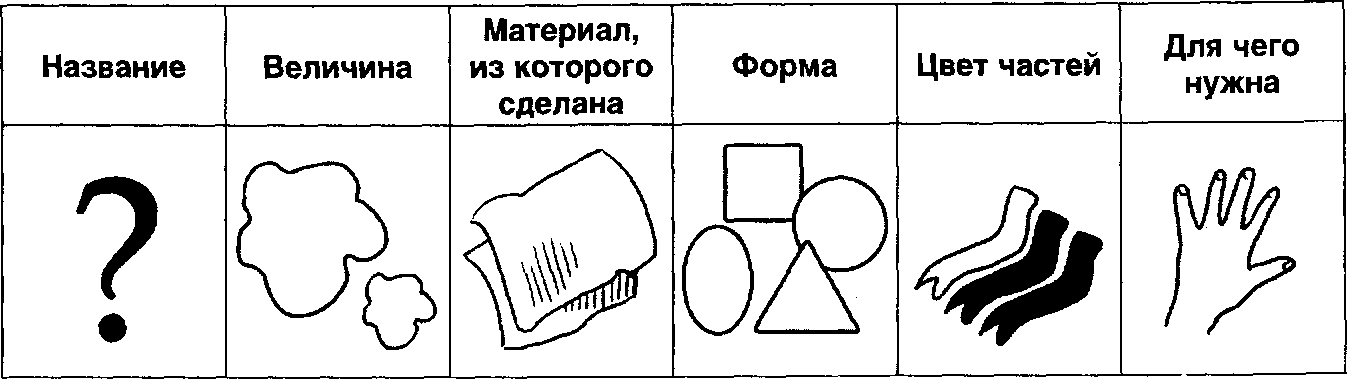 Название
Величина
Материал,
из которого
сделана
Форма
Цвет частей
Для чего
нужна
?